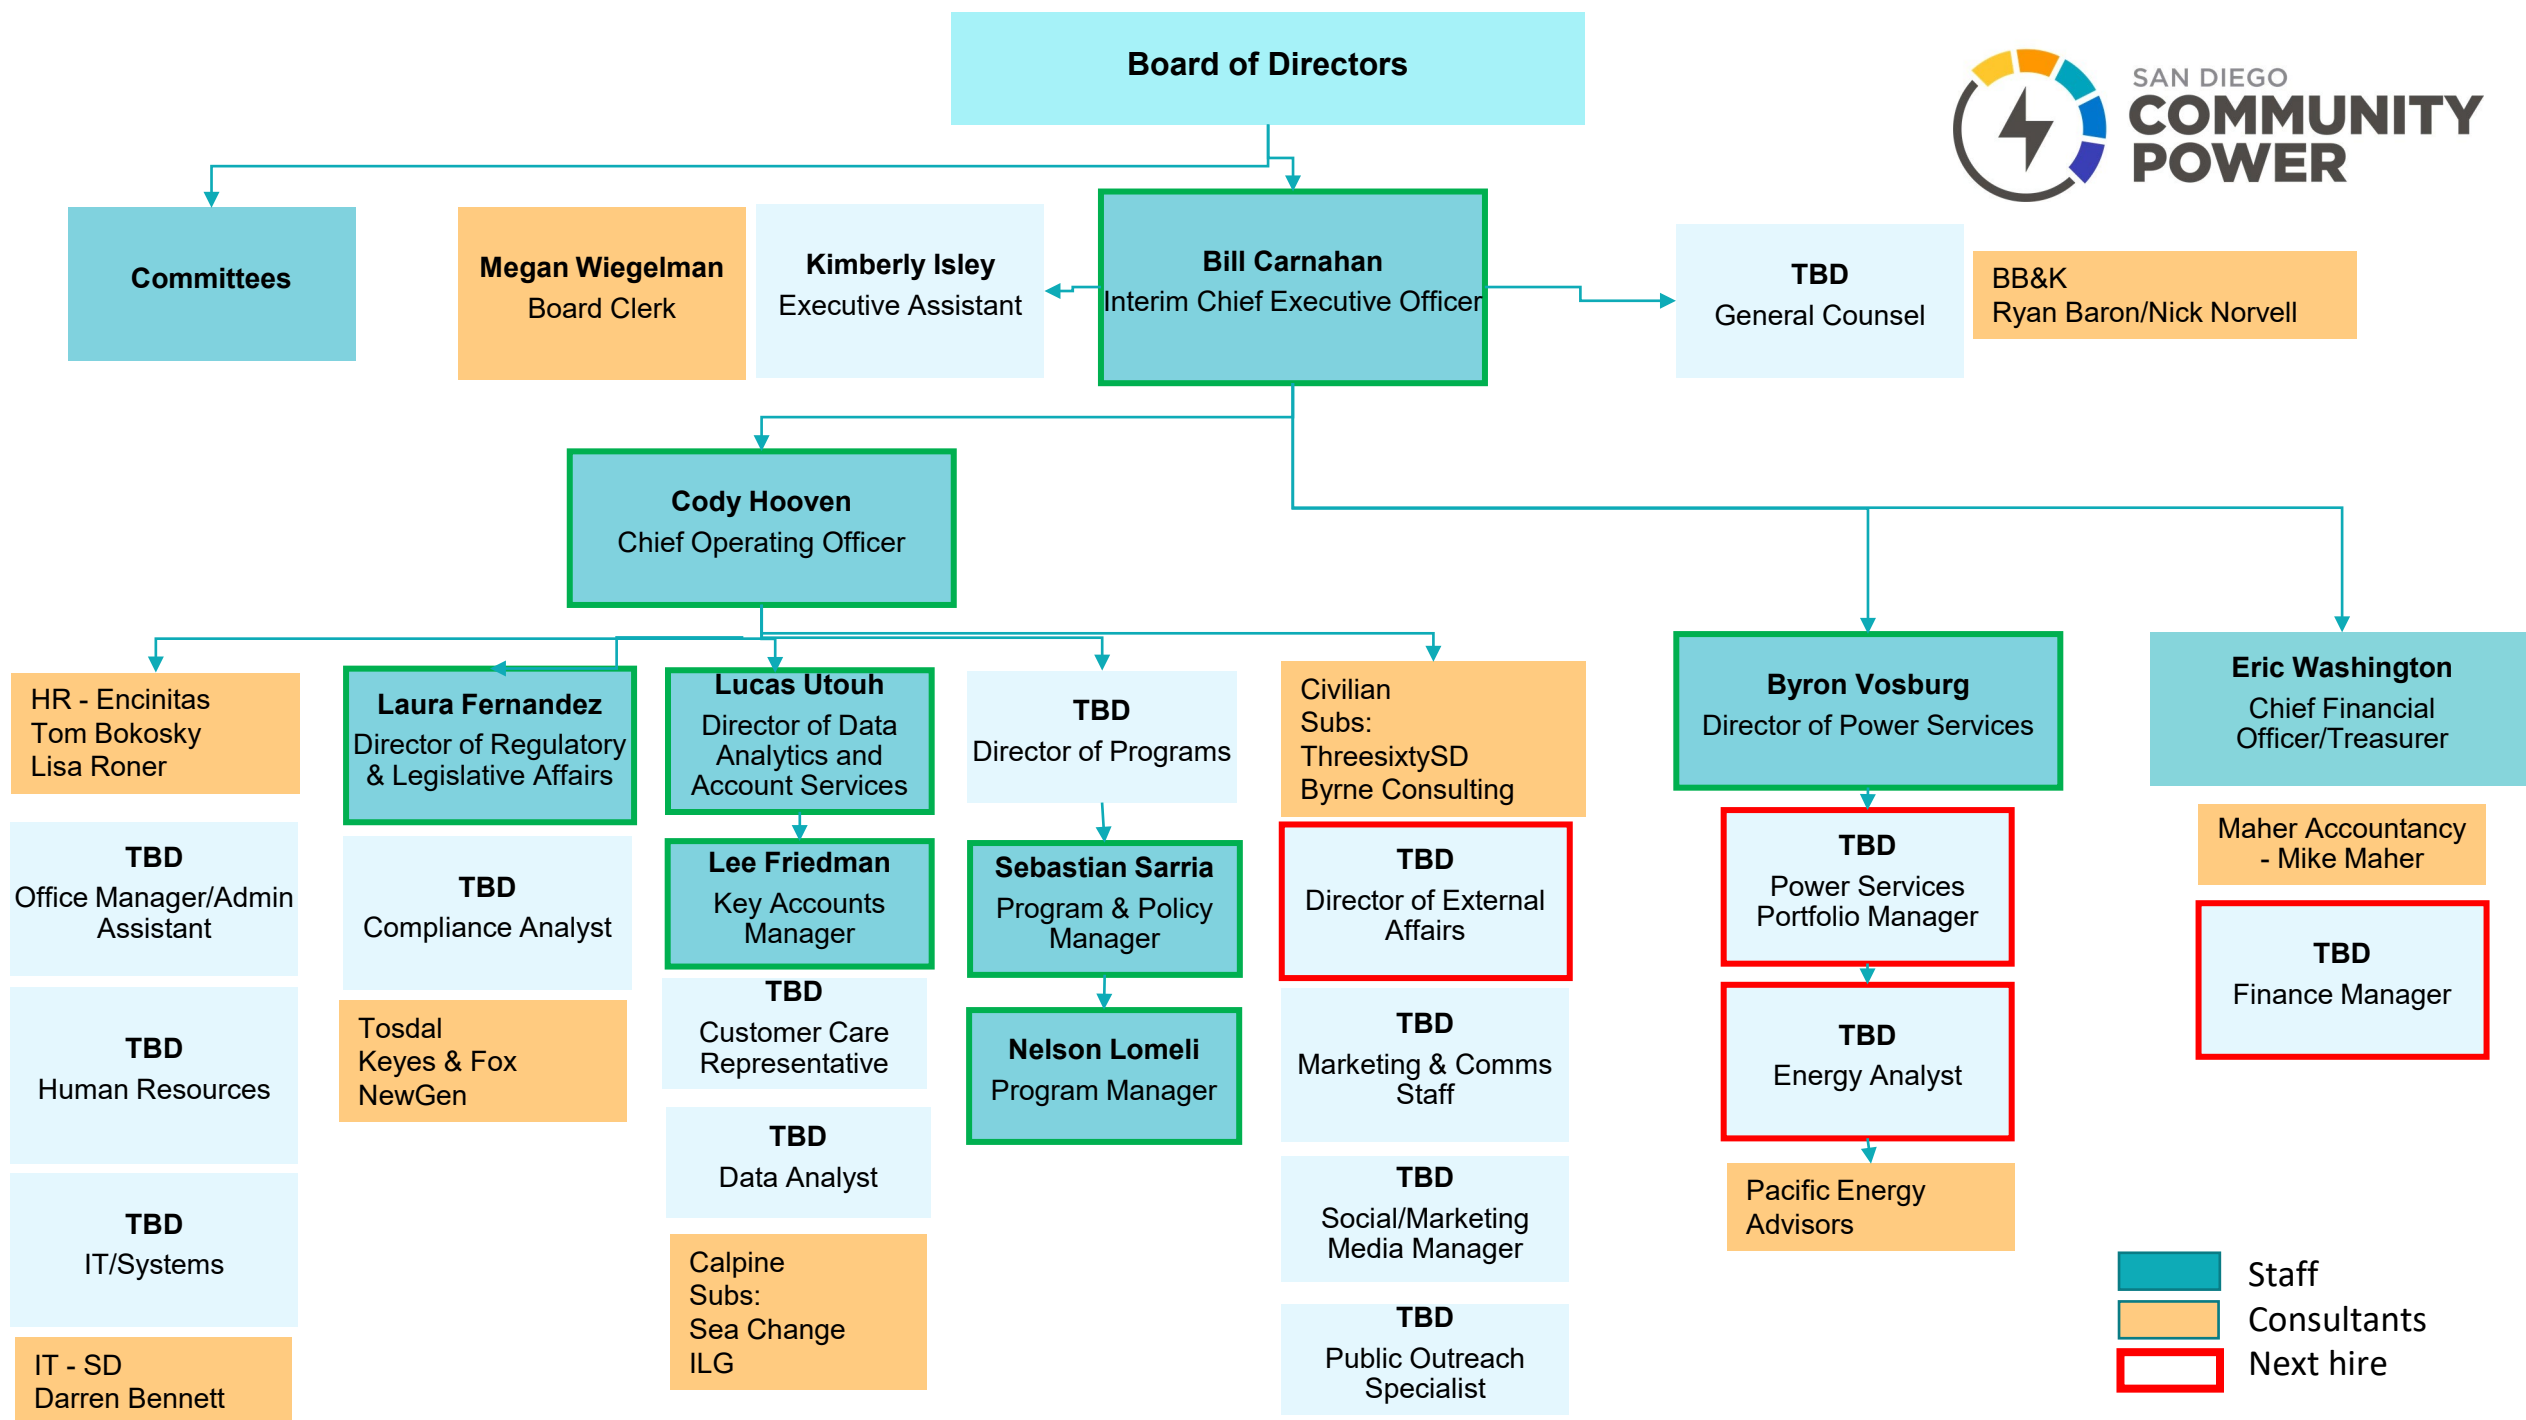 Board of Directors
SAN DIEGO
COMMUNITY
POWER
Committees
Megan Wiegelman
Board Clerk
Kimberly Isley
Executive Assistant
Bill Carnahan
Interim Chief Executive Officer
TBD
General Counsel
BB&K
Ryan Baron/Nick Norvell
Cody Hooven
Chief Operating Officer
HR - Encinitas
Tom Bokosky
Lisa Roner
TBD
Office Manager/Admin
Assistant
TBD
Human Resources
TBD
IT/Systems
IT - SD
Darren Bennett
Laura Fernandez
Director of Regulatory
& Legislative Affairs
TBD
Compliance Analyst
Tosdal
Keyes & Fox
NewGen
Lucas Utouh
Director of Data
Analytics and
Account Services
Lee Friedman
Key Accounts
Manager
TBD
Customer Care
Representative
TBD
Data Analyst
Calpine
Subs:
Sea Change
ILG
TBD
Director of Programs
Sebastian Sarria
Program & Policy
Manager
Nelson Lomeli
Program Manager
Civilian
Subs:
ThreesixtySD
Byrne Consulting
TBD
Director of External
Affairs
TBD
Marketing & Comms
Staff
TBD
Social/Marketing
Media Manager
TBD
Public Outreach
Specialist
Byron Vosburg
Director of Power Services
TBD
Power Services
Portfolio Manager
TBD
Energy Analyst
Pacific Energy
Advisors
Eric Washington
Chief Financial
Officer/Treasurer
Maher Accountancy
- Mike Maher
TBD
Finance Manager
Staff
Consultants
Next hire